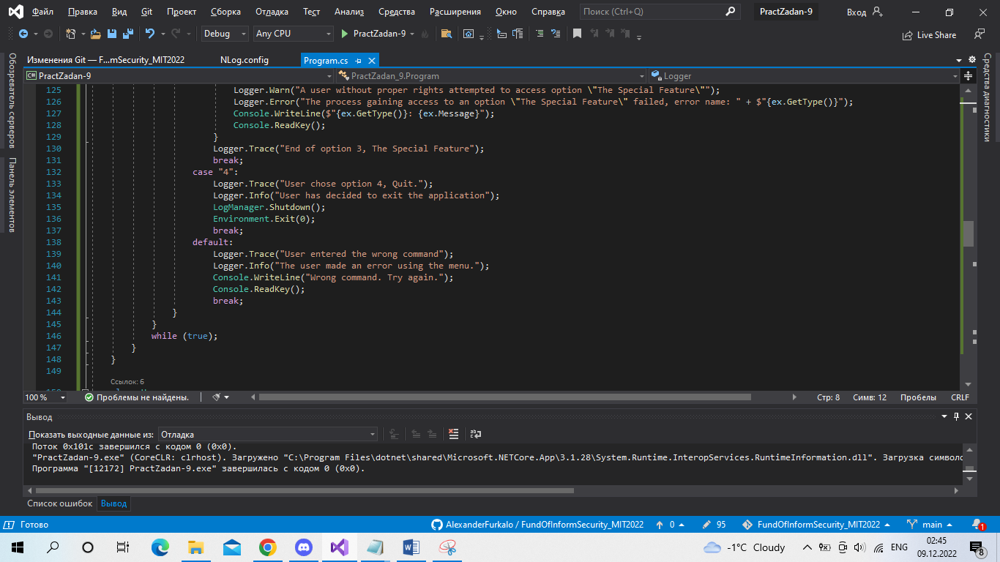 Файл Правка Вид Git Проект Сборка Отладка Тест Анализ Средства Расширения Окно Справка Поиск (Ctrl+Q) PractZadan-9 Вход
Debug Any CPU PractZadan-9 Live Share
Обозреватель серверов
Панель элементов
Средства диагностики
Изменения Git — F...mSecurity_MIT2022 NLog.config Program.cs
C# PractZadan-9 PractZadan_9.Program Logger
125 Logger.Warn("A user without proper rights attempted to access option \"The Special Feature\"");
126 Logger.Error("The process gaining access to an option \"The Special Feature\" failed, error name: " + $"{ex.GetType()}");
127 Console.WriteLine($"{ex.GetType()}: {ex.Message}");
128 Console.ReadKey();
129 }
130 Logger.Trace("End of option 3, The Special Feature");
131 break;
132 case "4":
133 Logger.Trace("User chose option 4, Quit.");
134 Logger.Info("User has decided to exit the application");
135 LogManager.Shutdown();
136 Environment.Exit(0);
137 break;
138 default:
139 Logger.Trace("User entered the wrong command");
140 Logger.Info("The user made an error using the menu.");
141 Console.WriteLine("Wrong command. Try again.");
142 Console.ReadKey();
143 break;
144 }
145 }
146 while (true);
147 }
148 }
149
Ссылок: 6
100 % Проблемы не найдены. Стр: 8 Симв: 12 Пробелы CRLF
Вывод
Показать выходные данные из: Отладка
Поток 0x101c завершился с кодом 0 (0x0).
"PractZadan-9.exe" (CoreCLR: clrhost). Загружено "C:\Program Files\dotnet\shared\Microsoft.NETCore.App\3.1.28\System.Runtime.InteropServices.RuntimeInformation.dll". Загрузка символо
Программа "[12172] PractZadan-9.exe" завершилась с кодом 0 (0x0).
Список ошибок Вывод
Готово AlexanderFurkalo / FundOfInformSecurity_MIT2022 0 95 FundOfInformSecurity_MIT2022 main 1
-1°C Cloudy ENG 02:45
09.12.2022 8